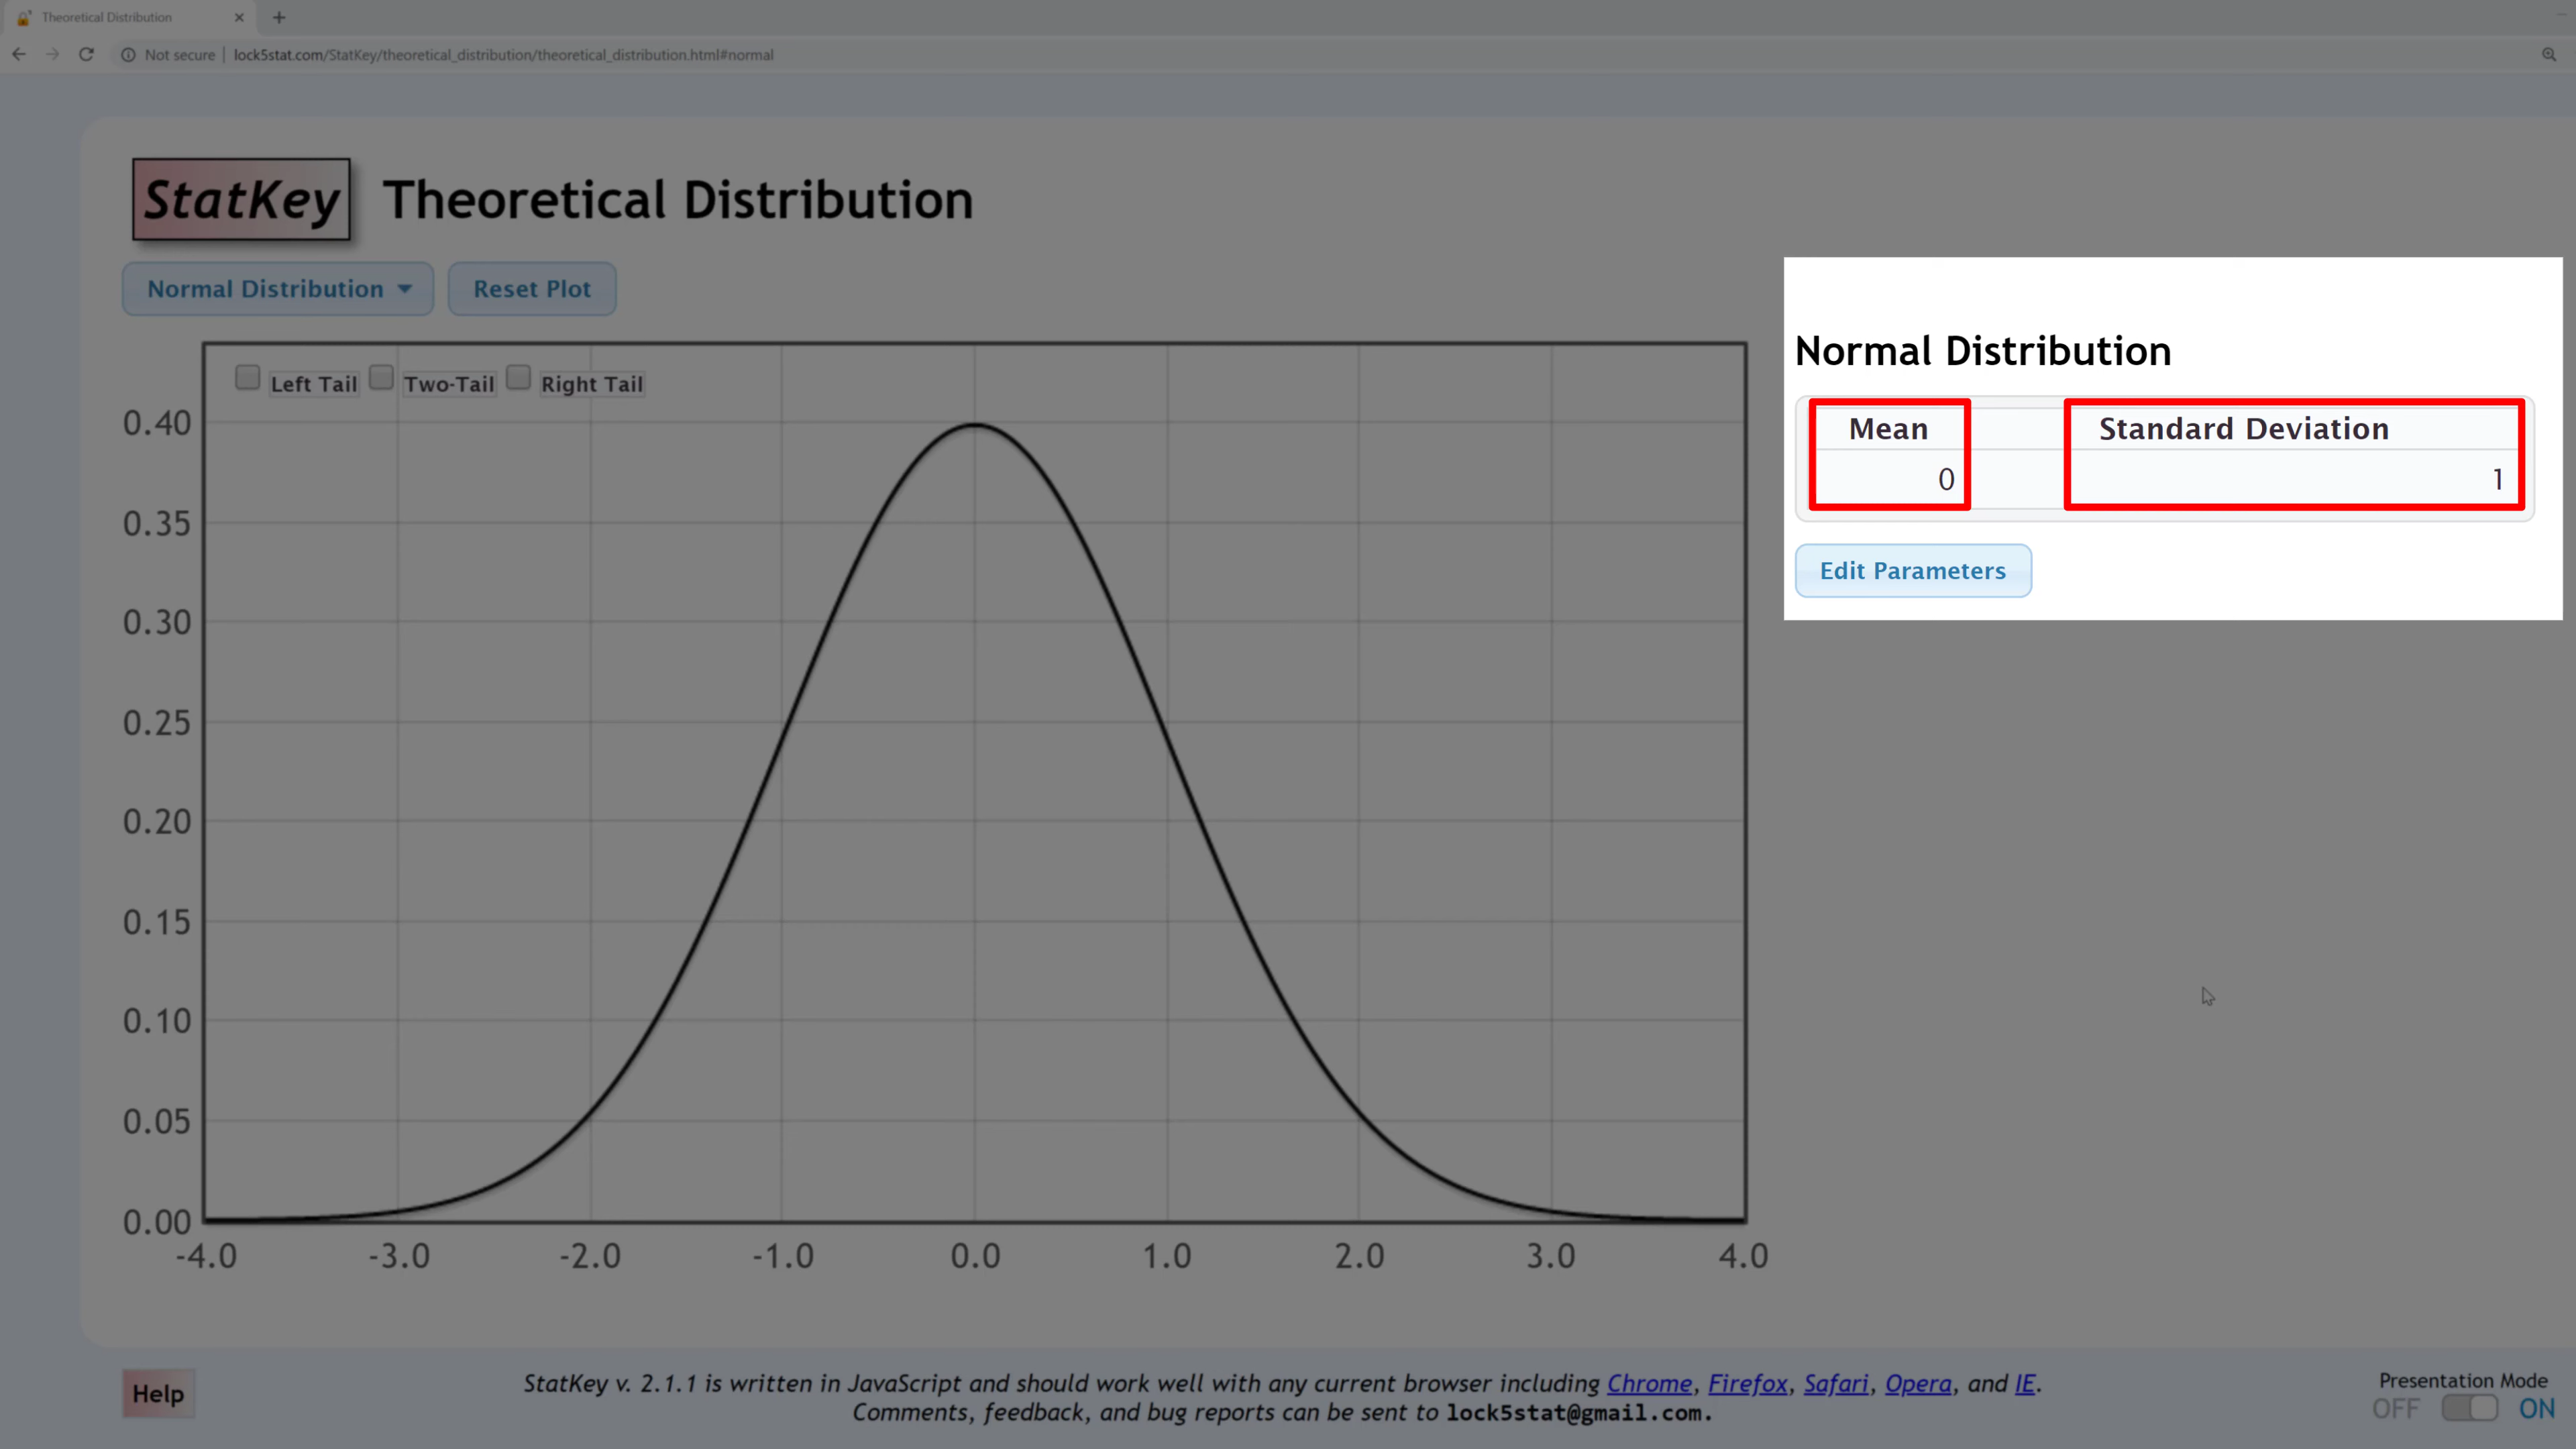 Theoretical Distribution
Not secure | lock5stat.com/StatKey/theoretical_distribution/theoretical_distribution.html#normal
StatKey Theoretical Distribution
Normal Distribution
Reset Plot
Left Tail
Two-Tail
Right Tail
0.40
0.35
0.30
0.25
0.20
0.15
0.10
0.05
0.00
-4.0 -3.0 -2.0 -1.0 0.0 1.0 2.0 3.0 4.0
Normal Distribution
Mean Standard Deviation
0 1
Edit Parameters
Help
StatKey v. 2.1.1 is written in JavaScript and should work well with any current browser including Chrome, Firefox, Safari, Opera, and IE.
Comments, feedback, and bug reports can be sent to lock5stat@gmail.com.
Presentation Mode
OFF ON